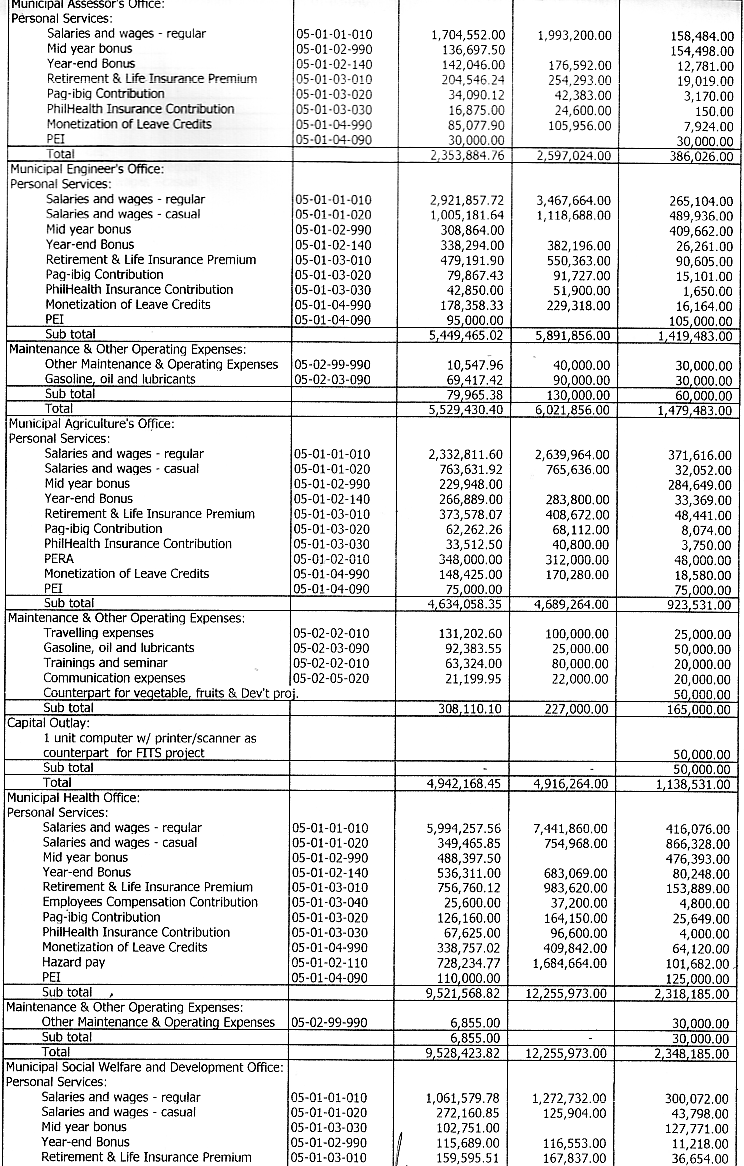 Municipal Assessor's Office:
Personal Services:
Salaries and wages - regular 05-01-01-010 1,704,552.00 1,993,200.00 158,484.00
Mid year bonus 05-01-02-990 136,697.50 154,498.00
Year-end Bonus 05-01-02-140 142,046.00 176,592.00 12,781.00
Retirement & Life Insurance Premium 05-01-03-010 204,546.24 254,293.00 19,019.00
Pag-ibig Contribution 05-01-03-020 34,090.12 42,383.00 3,170.00
PhilHealth Insurance Contribution 05-01-03-030 16,875.00 24,600.00 150.00
Monetization of Leave Credits 05-01-04-990 85,077.90 105,956.00 7,924.00
PEI 05-01-04-090 30,000.00 30,000.00
Total 2,353,884.76 2,597,024.00 386,026.00
Municipal Engineer's Office:
Personal Services:
Salaries and wages - regular 05-01-01-010 2,921,857.72 3,467,664.00 265,104.00
Salaries and wages - casual 05-01-01-020 1,005,181.64 1,118,688.00 489,936.00
Mid year bonus 05-01-02-990 308,864.00 409,662.00
Year-end Bonus 05-01-02-140 338,294.00 382,196.00 26,261.00
Retirement & Life Insurance Premium 05-01-03-010 479,191.90 550,363.00 90,605.00
Pag-ibig Contribution 05-01-03-020 79,867.43 91,727.00 15,101.00
PhilHealth Insurance Contribution 05-01-03-030 42,850.00 51,900.00 1,650.00
Monetization of Leave Credits 05-01-04-990 178,358.33 229,318.00 16,164.00
PEI 05-01-04-090 95,000.00 105,000.00
Sub total 5,449,465.02 5,891,856.00 1,419,483.00
Maintenance & Other Operating Expenses:
Other Maintenance & Operating Expenses 05-02-99-990 10,547.96 40,000.00 30,000.00
Gasoline, oil and lubricants 05-02-03-090 69,417.42 90,000.00 30,000.00
Sub total 79,965.38 130,000.00 60,000.00
Total 5,529,430.40 6,021,856.00 1,479,483.00
Municipal Agriculture's Office:
Personal Services:
Salaries and wages - regular 05-01-01-010 2,332,811.60 2,639,964.00 371,616.00
Salaries and wages - casual 05-01-01-020 763,631.92 765,636.00 32,052.00
Mid year bonus 05-01-02-990 229,948.00 284,649.00
Year-end Bonus 05-01-02-140 266,889.00 283,800.00 33,369.00
Retirement & Life Insurance Premium 05-01-03-010 373,578.07 408,672.00 48,441.00
Pag-ibig Contribution 05-01-03-020 62,262.26 68,112.00 8,074.00
PhilHealth Insurance Contribution 05-01-03-030 33,512.50 40,800.00 3,750.00
PERA 05-01-02-010 348,000.00 312,000.00 48,000.00
Monetization of Leave Credits 05-01-04-990 148,425.00 170,280.00 18,580.00
PEI 05-01-04-090 75,000.00 75,000.00
Sub total 4,634,058.35 4,689,264.00 923,531.00
Maintenance & Other Operating Expenses:
Travelling expenses 05-02-02-010 131,202.60 100,000.00 25,000.00
Gasoline, oil and lubricants 05-02-03-090 92,383.55 25,000.00 50,000.00
Trainings and seminar 05-02-02-010 63,324.00 80,000.00 20,000.00
Communication expenses 05-02-05-020 21,199.95 22,000.00 20,000.00
Counterpart for vegetable, fruits & Dev't proj. 50,000.00
Sub total 308,110.10 227,000.00 165,000.00
Capital Outlay:
1 unit computer w/ printer/scanner as
counterpart for FITS project 50,000.00
Sub total - - 50,000.00
Total 4,942,168.45 4,916,264.00 1,138,531.00
Municipal Health Office:
Personal Services:
Salaries and wages - regular 05-01-01-010 5,994,257.56 7,441,860.00 416,076.00
Salaries and wages - casual 05-01-01-020 349,465.85 754,968.00 866,328.00
Mid year bonus 05-01-02-990 488,397.50 476,393.00
Year-end Bonus 05-01-02-140 536,311.00 683,069.00 80,248.00
Retirement & Life Insurance Premium 05-01-03-010 756,760.12 983,620.00 153,889.00
Employees Compensation Contribution 05-01-03-040 25,600.00 37,200.00 4,800.00
Pag-ibig Contribution 05-01-03-020 126,160.00 164,150.00 25,649.00
PhilHealth Insurance Contribution 05-01-03-030 67,625.00 96,600.00 4,000.00
Monetization of Leave Credits 05-01-04-990 338,757.02 409,842.00 64,120.00
Hazard pay 05-01-02-110 728,234.77 1,684,664.00 101,682.00
PEI 05-01-04-090 110,000.00 125,000.00
Sub total 9,521,568.82 12,255,973.00 2,318,185.00
Maintenance & Other Operating Expenses:
Other Maintenance & Operating Expenses 05-02-99-990 6,855.00 30,000.00
Sub total 6,855.00 - 30,000.00
Total 9,528,423.82 12,255,973.00 2,348,185.00
Municipal Social Welfare and Development Office:
Personal Services:
Salaries and wages - regular 05-01-01-010 1,061,579.78 1,272,732.00 300,072.00
Salaries and wages - casual 05-01-01-020 272,160.85 125,904.00 43,798.00
Mid year bonus 05-01-03-030 102,751.00 127,771.00
Year-end Bonus 05-01-02-990 115,689.00 116,553.00 11,218.00
Retirement & Life Insurance Premium 05-01-03-010 159,595.51 167,837.00 36,654.00